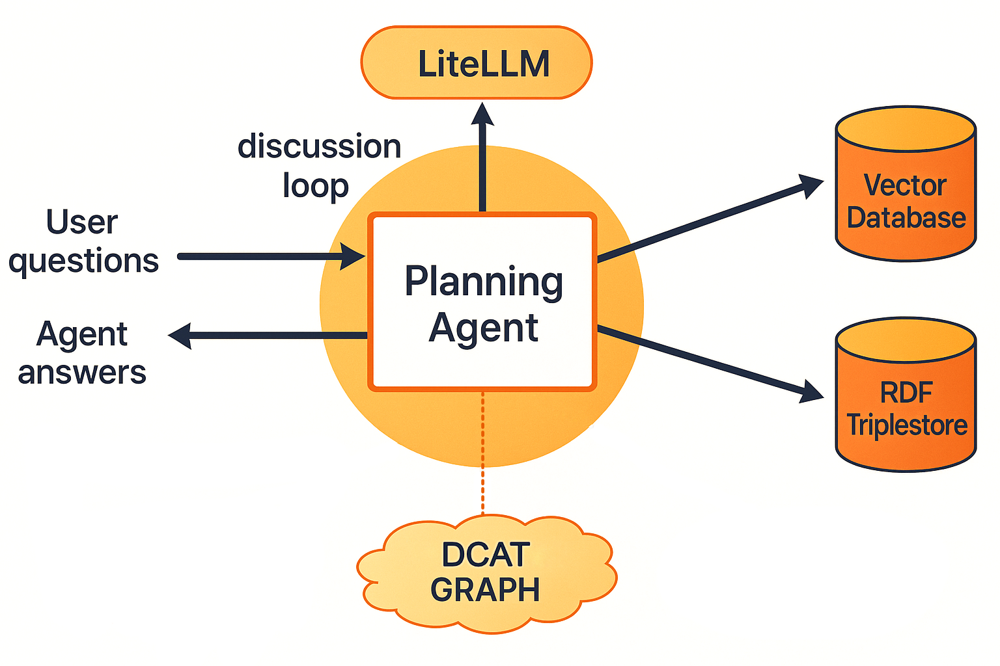 LiteLLM
discussion
loop
User
questions
Agent
answers
Planning
Agent
Vector
Database
RDF
Triplestore
DCAT
GRAPH